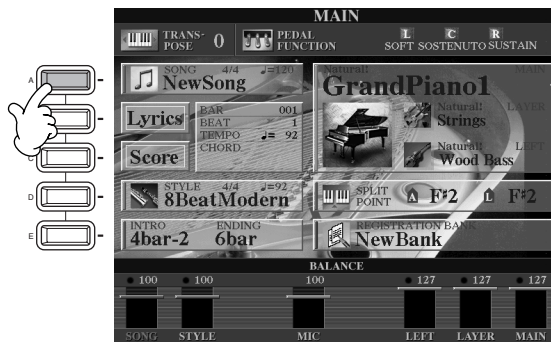 MAIN
TRANS-
POSE 0
PEDAL
FUNCTION
L C R
SOFT SOSTENUTO SUSTAIN
A
B
C
D
E
SONG 4/4 ♩=120
NewSong
Lyrics
Score
BAR 001
BEAT 1
TEMPO ♩= 92
CHORD
STYLE 4/4 ♩=92
8BeatModern
INTRO ENDING
4bar-2 6bar
Natural! MAIN
GrandPiano1
Natural! LAYER
Strings
Natural! LEFT
Wood Bass
SPLIT
POINT A F♯2 L F♯2
REGISTRATION BANK
NewBank
BALANCE
100 100 100 127 127 127
SONG STYLE MIC LEFT LAYER MAIN